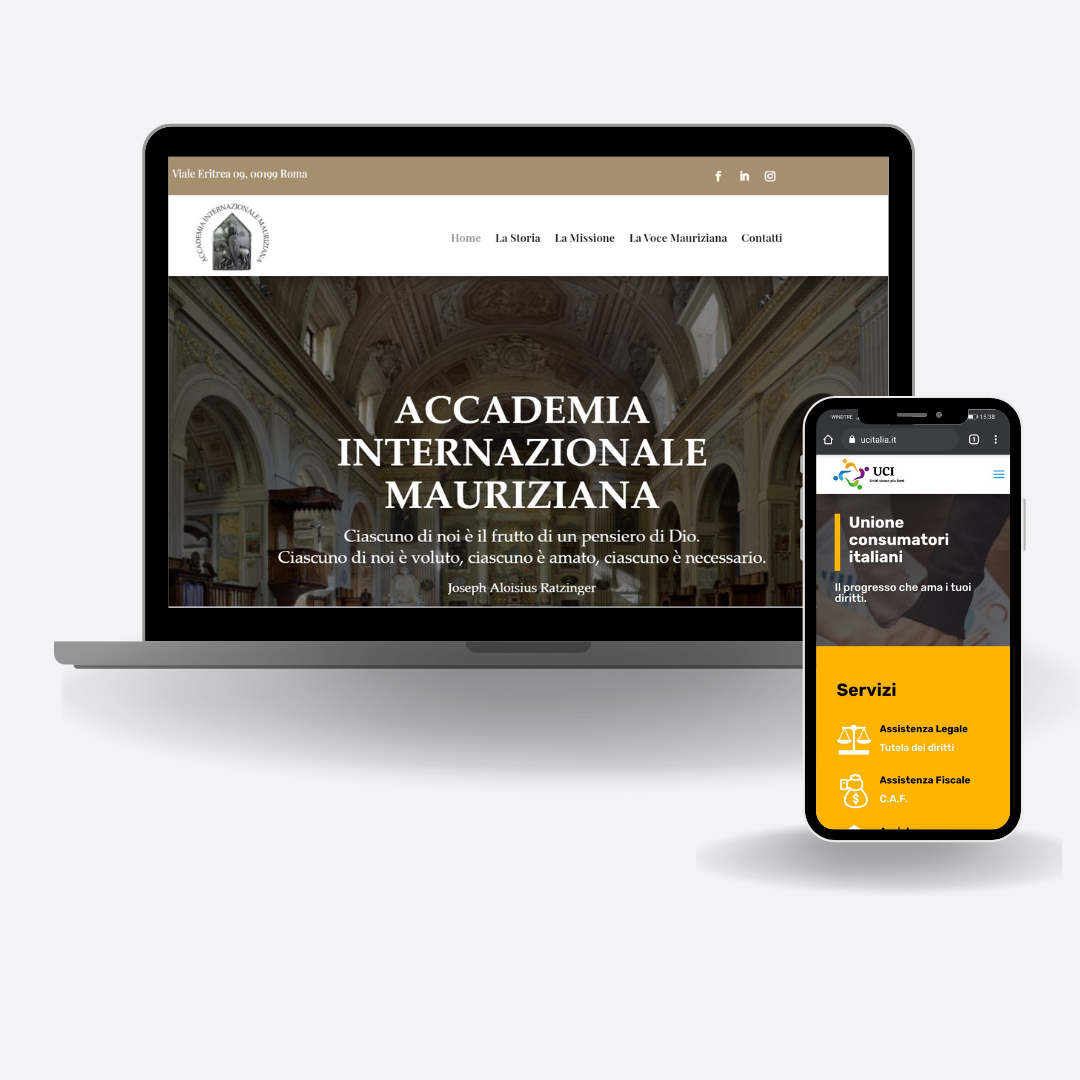 Viale Eritrea 09, 00199 Roma
ACCADEMIA INTERNAZIONALE MAURIZIANA
Home La Storia La Missione La Voce Mauriziana Contatti
ACCADEMIA
INTERNAZIONALE
MAURIZIANA
Ciascuno di noi è il frutto di un pensiero di Dio.
Ciascuno di noi è voluto, ciascuno è amato, ciascuno è necessario.
Joseph Aloisius Ratzinger
WINDTRE 15:38
ucitalia.it 1
UCI
Uniti siamo più forti
Unione
consumatori
italiani
Il progresso che ama i tuoi
diritti.
Servizi
Assistenza Legale
Tutela dei diritti
Assistenza Fiscale
C.A.F.